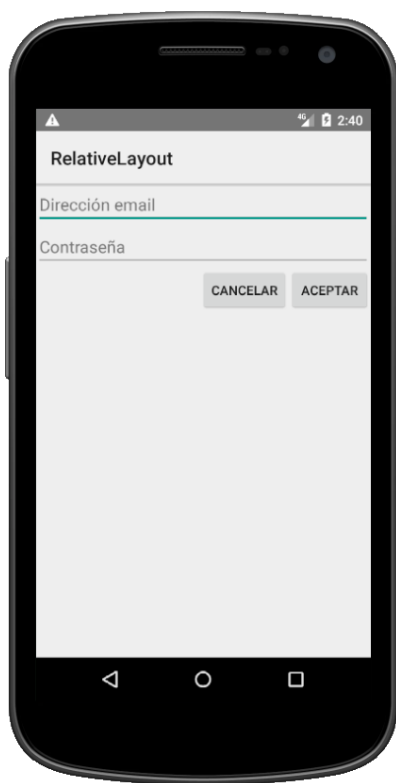 4G 2:40
RelativeLayout
Dirección email
Contraseña
CANCELAR ACEPTAR